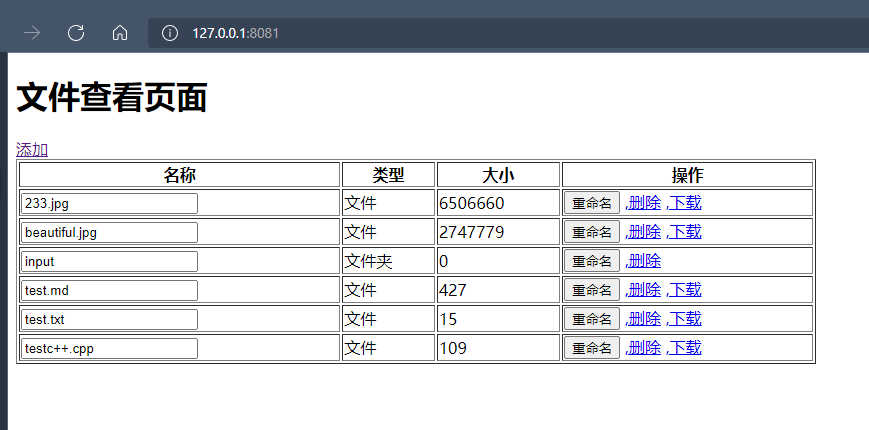 127.0.0.1:8081
文件查看页面
添加
名称 类型 大小 操作
233.jpg 文件 6506660 重命名 ,删除 ,下载
beautiful.jpg 文件 2747779 重命名 ,删除 ,下载
input 文件夹 0 重命名 ,删除
test.md 文件 427 重命名 ,删除 ,下载
test.txt 文件 15 重命名 ,删除 ,下载
testc++.cpp 文件 109 重命名 ,删除 ,下载